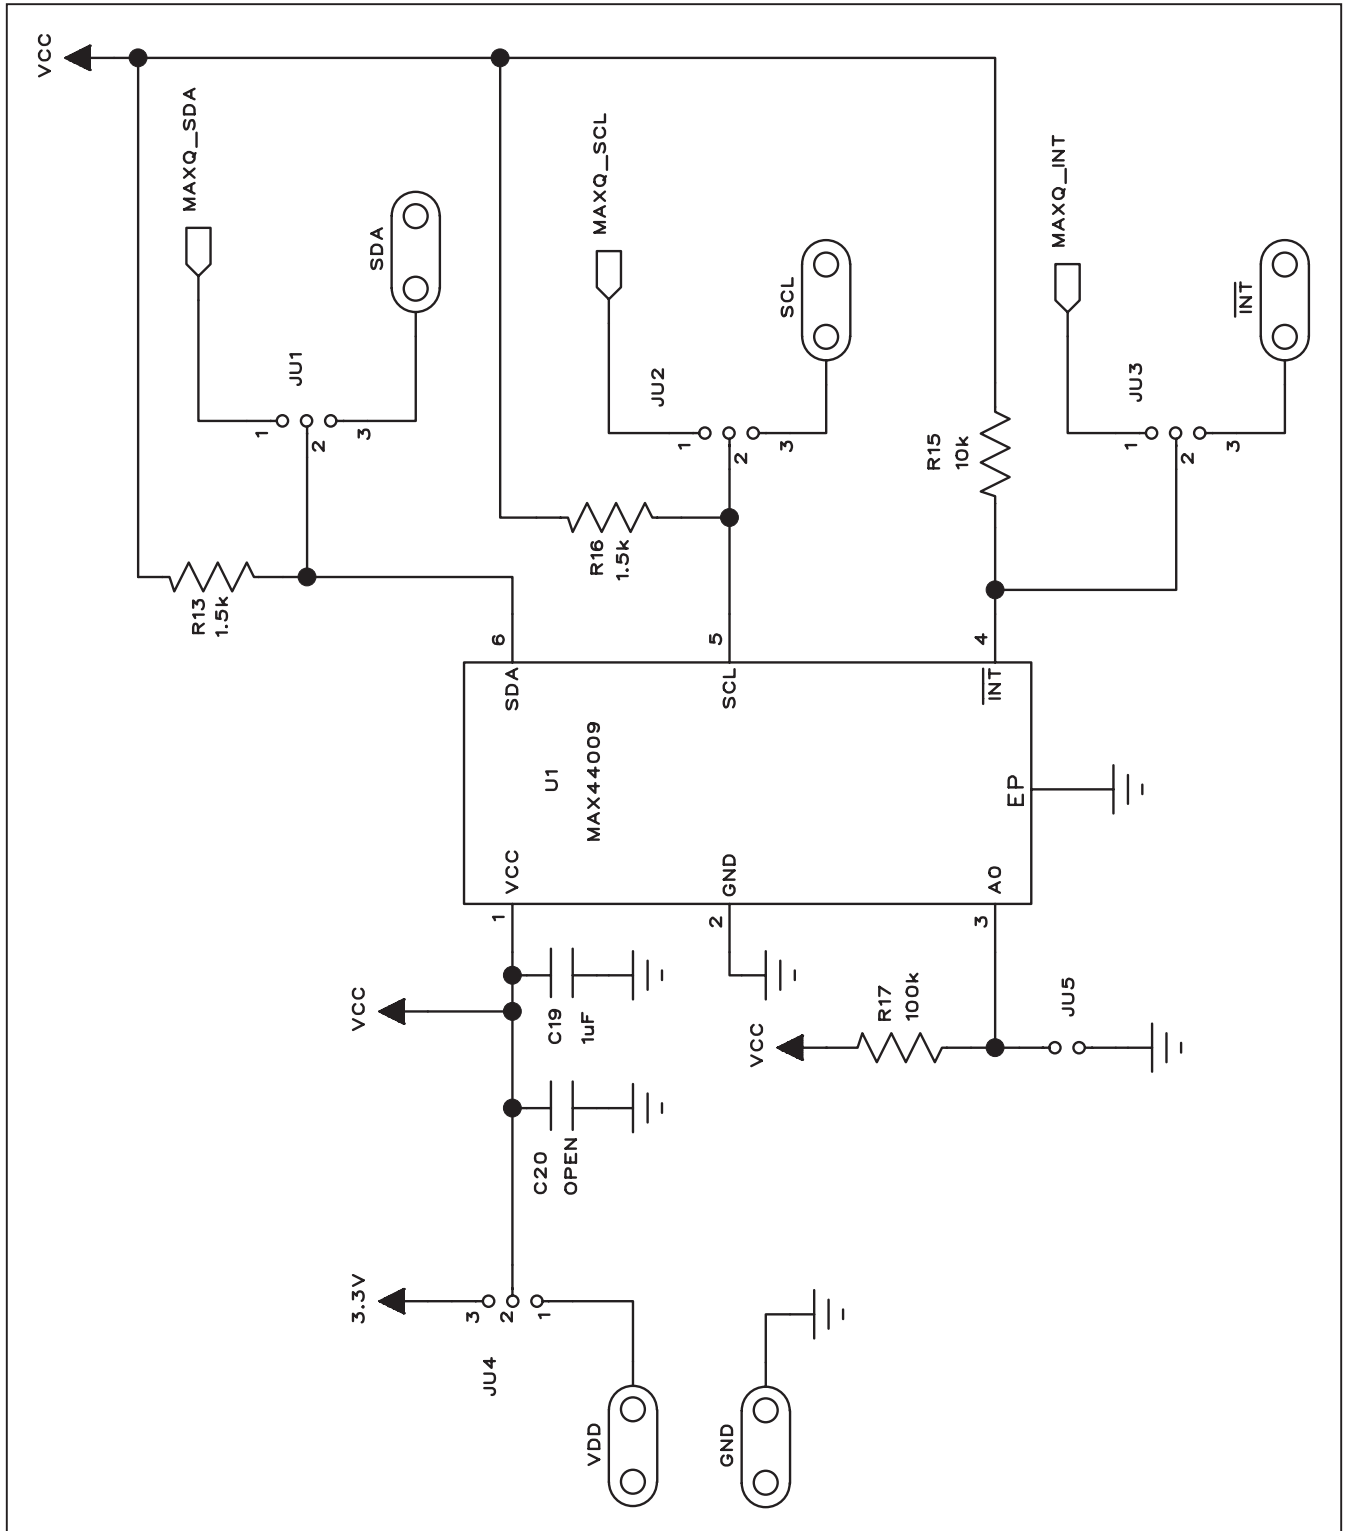 VCC
MAXQ_SDA
SDA
JU1
1
2
3
R13
1.5k
MAXQ_SCL
SCL
JU2
1
2
3
R16
1.5k
MAXQ_INT
INT
JU3
1
2
3
R15
10k
6
5
4
SDA
SCL
INT
U1
MAX44009
EP
VCC
GND
A0
1
2
3
VCC
C19
1uF
C20
OPEN
VCC
R17
100k
JU5
3.3V
3
2
1
JU4
VDD
GND